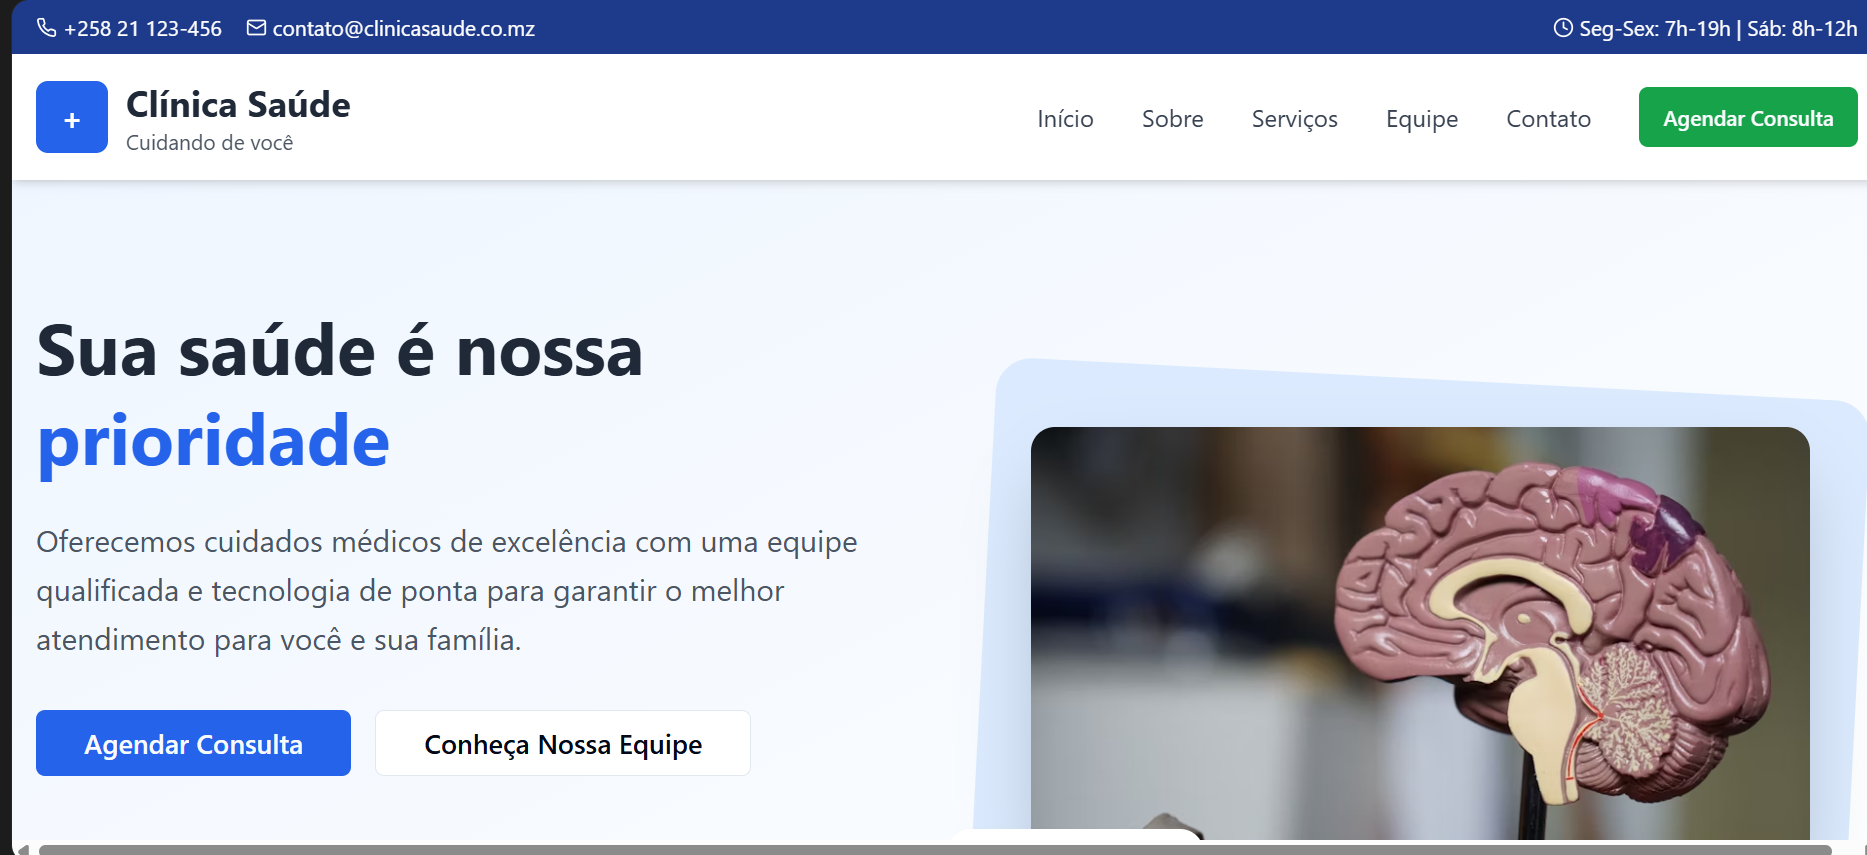 +258 21 123-456 contato@clinicasaude.co.mz Seg-Sex: 7h-19h | Sáb: 8h-12h
+
Clínica Saúde
Cuidando de você
Início Sobre Serviços Equipe Contato Agendar Consulta
Sua saúde é nossa
prioridade
Oferecemos cuidados médicos de excelência com uma equipe
qualificada e tecnologia de ponta para garantir o melhor
atendimento para você e sua família.
Agendar Consulta Conheça Nossa Equipe